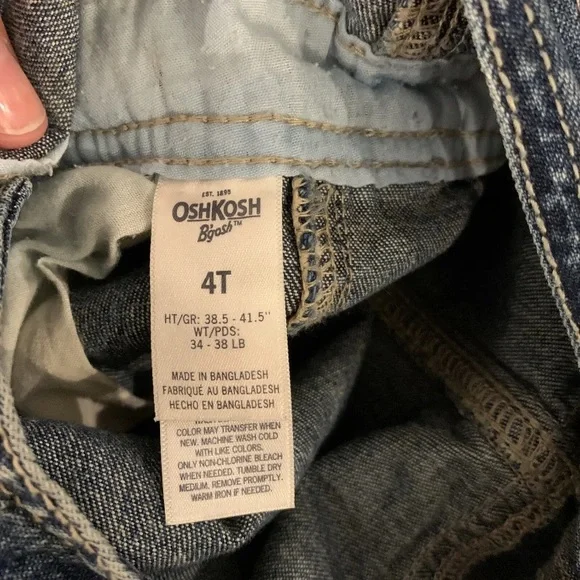 EST. 1895
OSHKOSH
B'gosh™
4T
HT/GR: 38.5 - 41.5"
WT/PDS:
34 - 38 LB
MADE IN BANGLADESH
FABRIQUÉ AU BANGLADESH
HECHO EN BANGLADESH
COLOR MAY TRANSFER WHEN
NEW. MACHINE WASH COLD
WITH LIKE COLORS.
ONLY NON-CHLORINE BLEACH
WHEN NEEDED. TUMBLE DRY
MEDIUM. REMOVE PROMPTLY.
WARM IRON IF NEEDED.